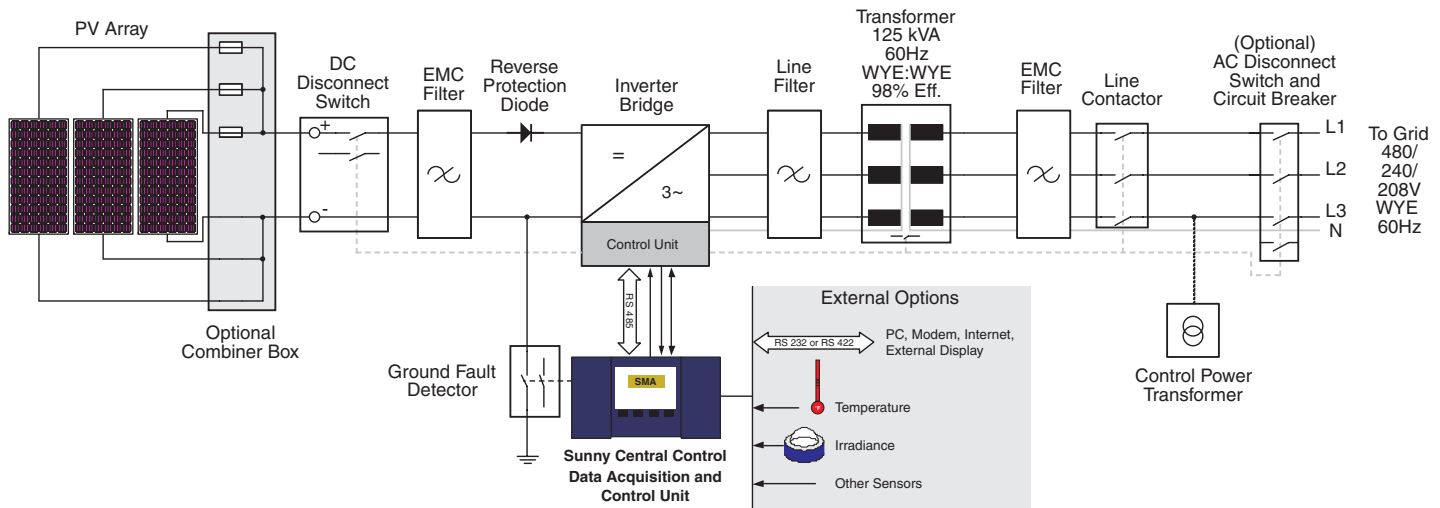 PV Array
Optional
Combiner Box
DC
Disconnect
Switch
+
-
EMC
Filter
Reverse
Protection
Diode
Inverter
Bridge
=
3~
Control Unit
Line
Filter
Transformer
125 kVA
60Hz
WYE:WYE
98% Eff.
EMC
Filter
Line
Contactor
(Optional)
AC Disconnect
Switch and
Circuit Breaker
L1
L2
L3
N
To Grid
480/
240/
208V
WYE
60Hz
RS 485
Ground Fault
Detector
SMA
Sunny Central Control
Data Acquisition and
Control Unit
External Options
RS 232 or RS 422
PC, Modem, Internet,
External Display
Temperature
Irradiance
Other Sensors
Control Power
Transformer